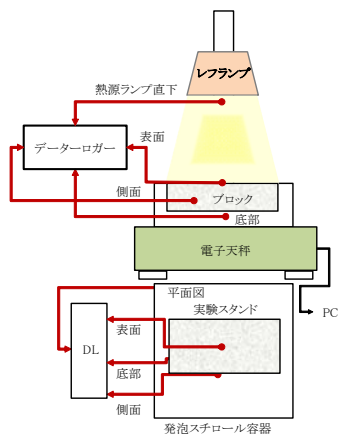 レフランプ
熱源ランプ直下
データーロガー
表面
側面
ブロック
底部
電子天秤
平面図
PC
実験スタンド
表面
DL
底部
側面
発泡スチロール容器